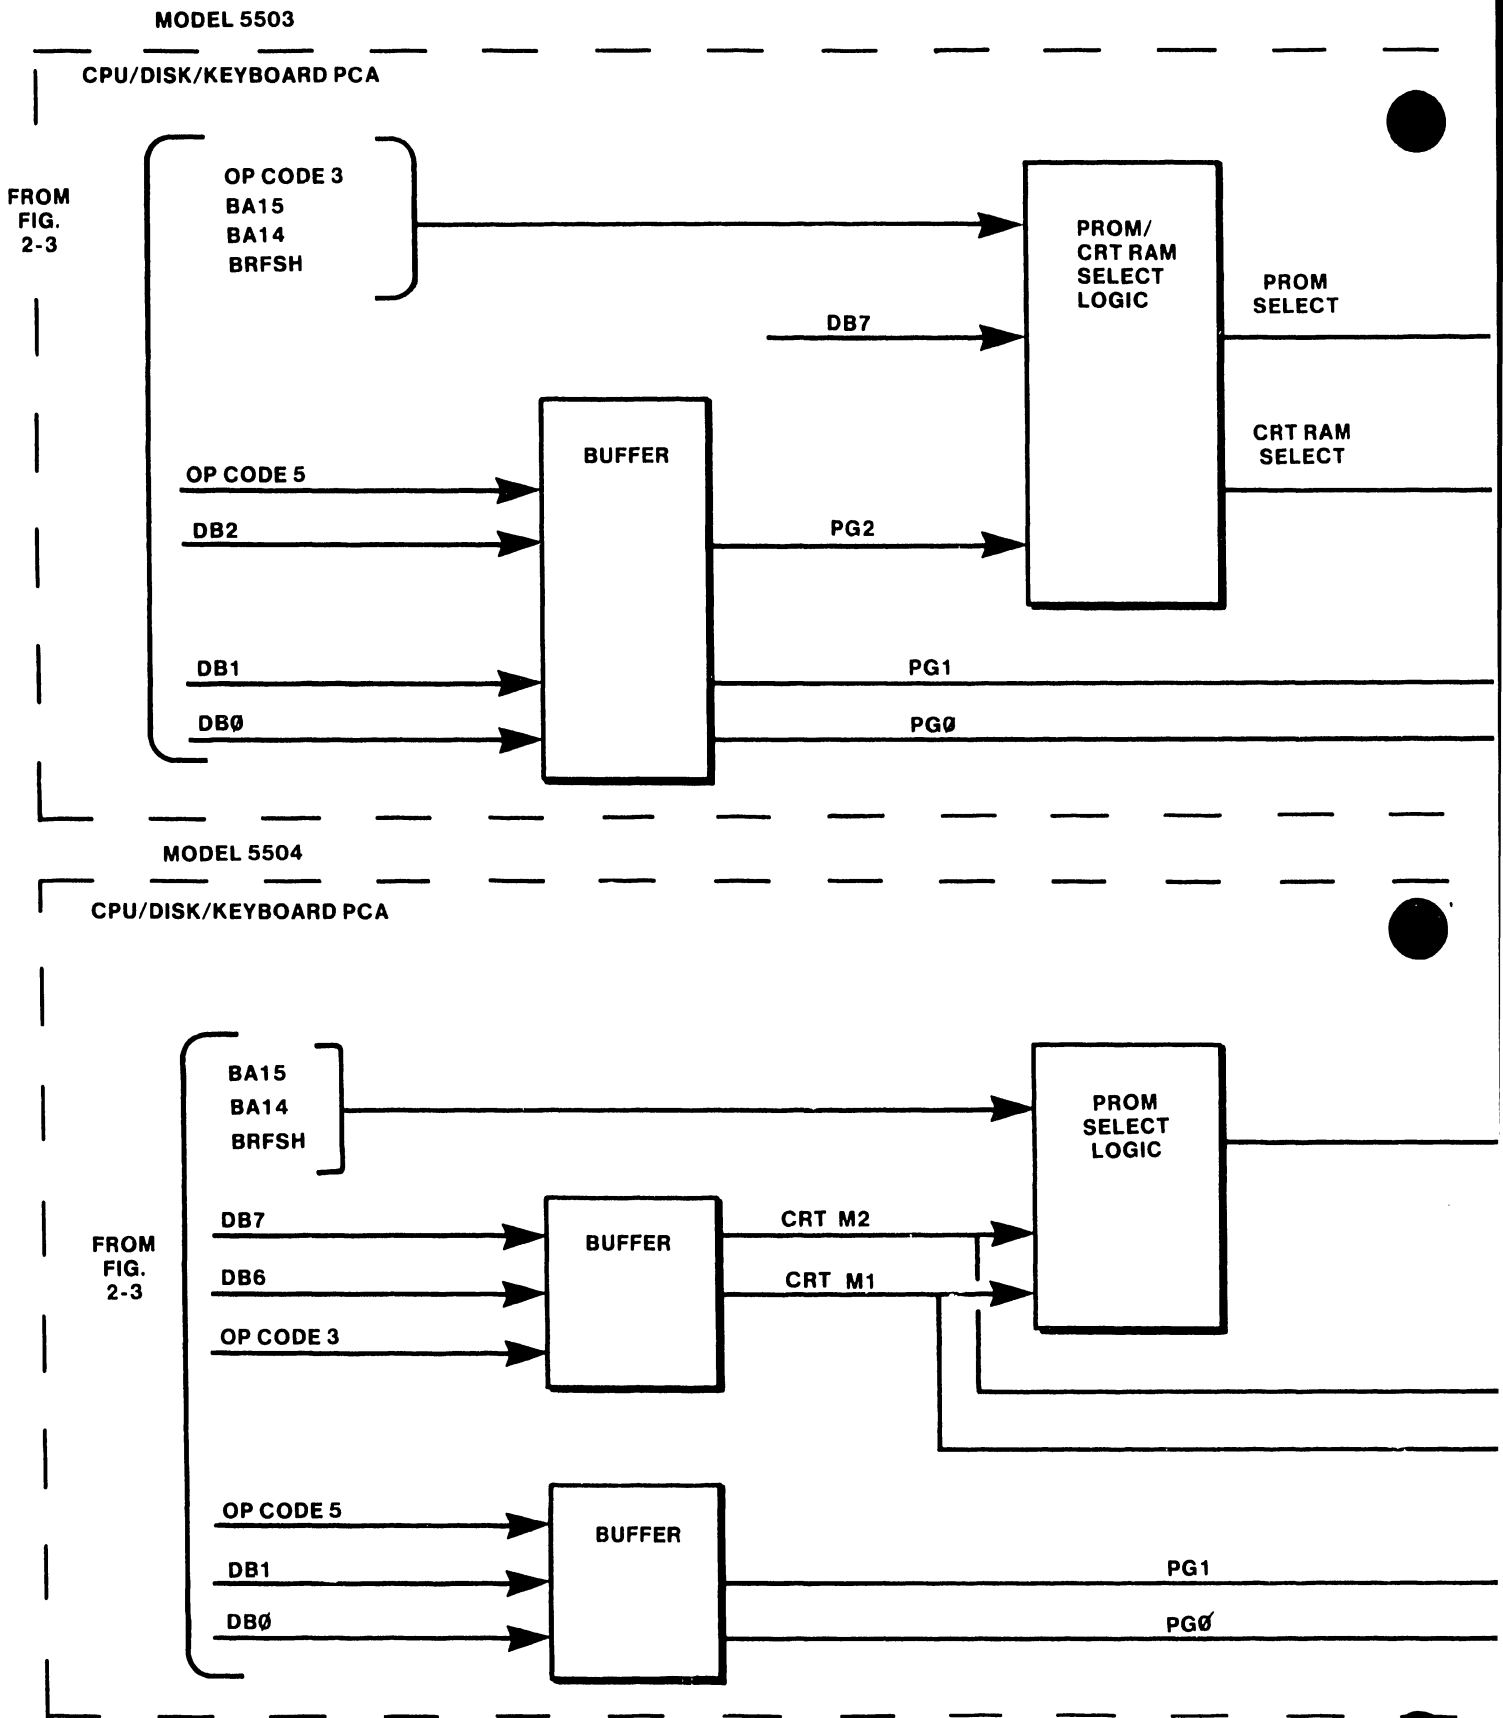 MODEL 5503
CPU/DISK/KEYBOARD PCA
FROM
FIG.
2-3
OP CODE 3
BA15
BA14
BRFSH
PROM/
CRT RAM
SELECT
LOGIC
PROM
SELECT
DB7
CRT RAM
SELECT
BUFFER
OP CODE 5
DB2
PG2
DB1
PG1
DBØ
PGØ
MODEL 5504
CPU/DISK/KEYBOARD PCA
BA15
BA14
BRFSH
PROM
SELECT
LOGIC
FROM
FIG.
2-3
DB7
BUFFER
CRT M2
DB6
CRT M1
OP CODE 3
OP CODE 5
BUFFER
DB1
PG1
DBØ
PGØ